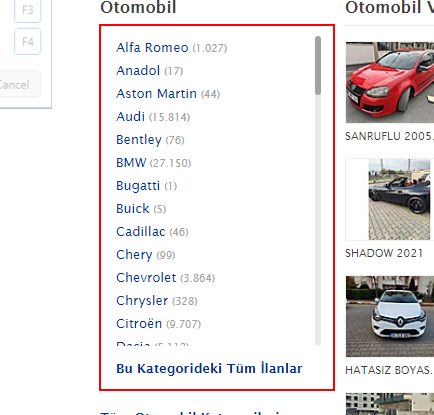 F3
F4
Cancel
Otomobil
Alfa Romeo (1.027)
Anadol (17)
Aston Martin (44)
Audi (15.814)
Bentley (76)
BMW (27.150)
Bugatti (1)
Buick (5)
Cadillac (46)
Chery (99)
Chevrolet (3.864)
Chrysler (328)
Citroën (9.707)
Dacia
Bu Kategorideki Tüm İlanlar
Otomobil V
SANRUFLU 2005.
SHADOW 2021
HATASIZ BOYAS.